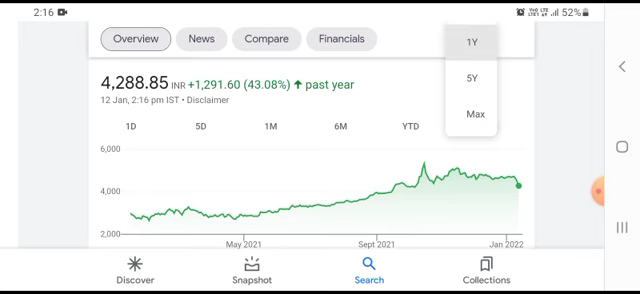 2:16
52%
Overview
News
Compare
Financials
1Y
5Y
Max
4,288.85 INR +1,291.60 (43.08%) ↑ past year
12 Jan, 2:16 pm IST • Disclaimer
1D
5D
1M
6M
YTD
6,000
4,000
2,000
May 2021
Sept 2021
Jan 2022
Discover
Snapshot
Search
Collections